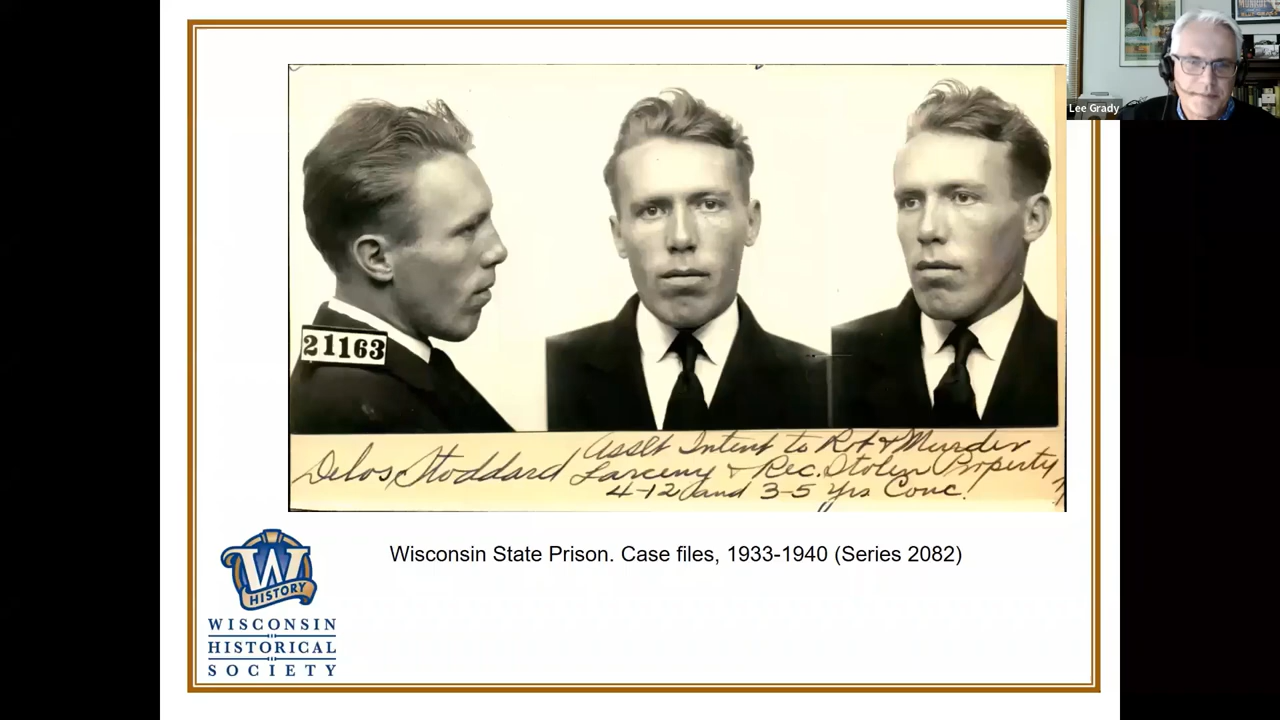 Lee Grady
21163
Delos Stoddard
Asslt Intent to Rob & Murder
Larceny & Rec. Stolen Property
4-12 and 3-5 Yrs Conc.
Wisconsin State Prison. Case files, 1933-1940 (Series 2082)
W
HISTORY
WISCONSIN
HISTORICAL
SOCIETY